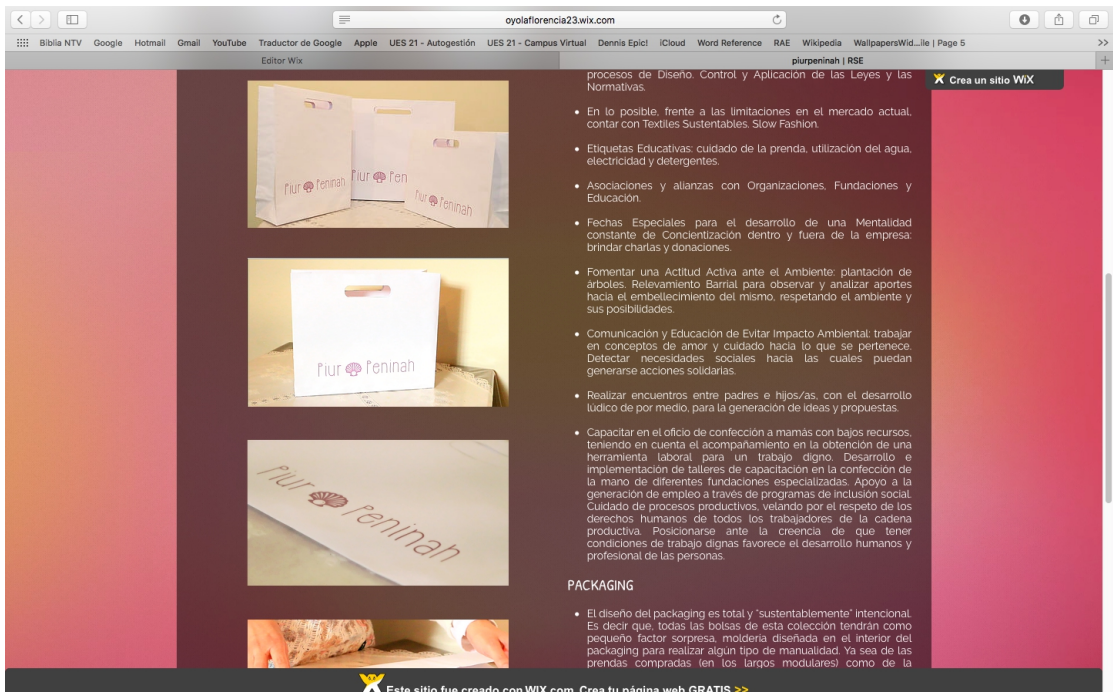 oyolaflorencia23.wix.com
Biblia NTV Google Hotmail Gmail YouTube Traductor de Google Apple UES 21 - Autogestión UES 21 - Campus Virtual Dennis Epic! iCloud Word Reference RAE Wikipedia WallpapersWid...ile | Page 5 >>
Editor Wix
piurpeninah | RSE
Crea un sitio WiX
procesos de Diseño. Control y Aplicación de las Leyes y las
Normativas.
• En lo posible, frente a las limitaciones en el mercado actual,
contar con Textiles Sustentables. Slow Fashion.
• Etiquetas Educativas: cuidado de la prenda, utilización del agua,
electricidad y detergentes.
• Asociaciones y alianzas con Organizaciones, Fundaciones y
Educación.
• Fechas Especiales para el desarrollo de una Mentalidad
constante de Concientización dentro y fuera de la empresa:
brindar charlas y donaciones.
• Fomentar una Actitud Activa ante el Ambiente: plantación de
árboles. Relevamiento Barrial para observar y analizar aportes
hacia el embellecimiento del mismo, respetando el ambiente y
sus posibilidades.
• Comunicación y Educación de Evitar Impacto Ambiental: trabajar
en conceptos de amor y cuidado hacia lo que se pertenece.
Detectar necesidades sociales hacia las cuales puedan
generarse acciones solidarias.
• Realizar encuentros entre padres e hijos/as, con el desarrollo
lúdico de por medio, para la generación de ideas y propuestas.
• Capacitar en el oficio de confección a mamás con bajos recursos,
teniendo en cuenta el acompañamiento en la obtención de una
herramienta laboral para un trabajo digno. Desarrollo e
implementación de talleres de capacitación en la confección de
la mano de diferentes fundaciones especializadas. Apoyo a la
generación de empleo a través de programas de inclusión social.
Cuidado de procesos productivos, velando por el respeto de los
derechos humanos de todos los trabajadores de la cadena
productiva. Posicionarse ante la creencia de que tener
condiciones de trabajo dignas favorece el desarrollo humanos y
profesional de las personas.
PACKAGING
• El diseño del packaging es total y "sustentablemente" intencional.
Es decir que, todas las bolsas de esta colección tendrán como
pequeño factor sorpresa, moldería diseñada en el interior del
packaging para realizar algún tipo de manualidad. Ya sea de las
prendas compradas (en los largos modulares) como de la
Piur Peninah
Piur Pen
Piur Peninah
Piur Peninah
Piur Peninah
Este sitio fue creado con WIX.com. Crea tu página web GRATIS >>